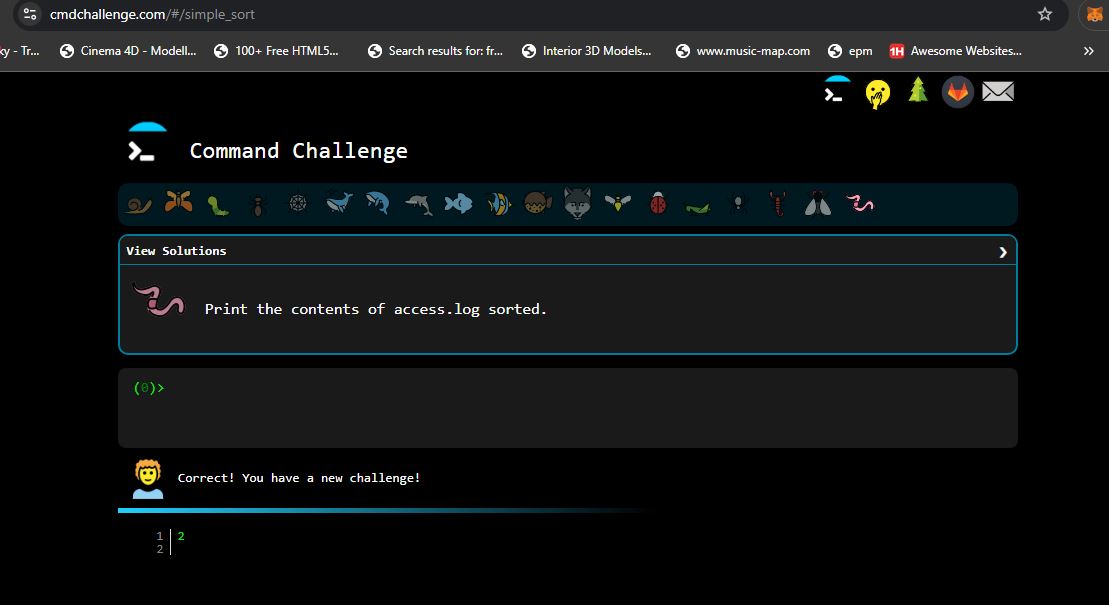 cmdchallenge.com/#/simple_sort
ky - Tr... Cinema 4D - Modell... 100+ Free HTML5... Search results for: fr... Interior 3D Models... www.music-map.com epm 1H Awesome Websites... »
Command Challenge
View Solutions ❯
Print the contents of access.log sorted.
(0)>
Correct! You have a new challenge!
1 2
2